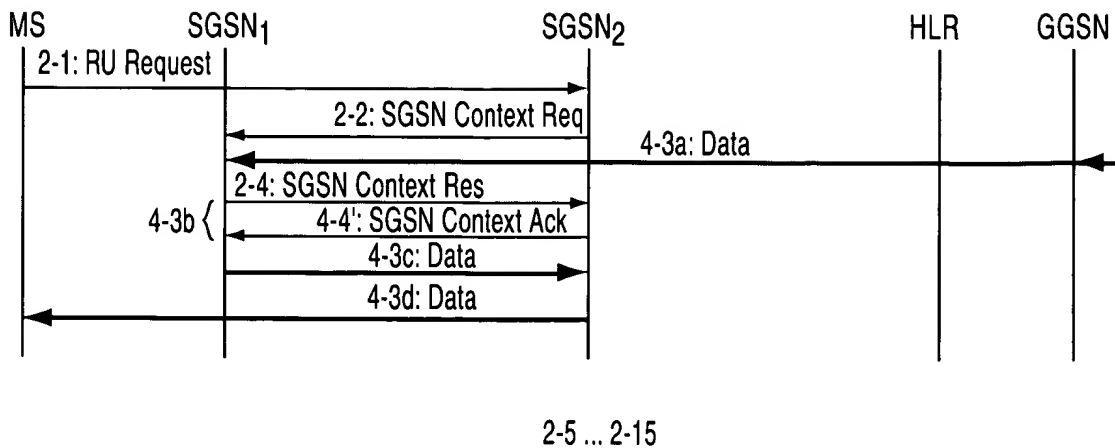 MS SGSN1 SGSN2 HLR GGSN
2-1: RU Request
2-2: SGSN Context Req
4-3a: Data
2-4: SGSN Context Res
4-3b {
4-4': SGSN Context Ack
4-3c: Data
4-3d: Data
2-5 ... 2-15